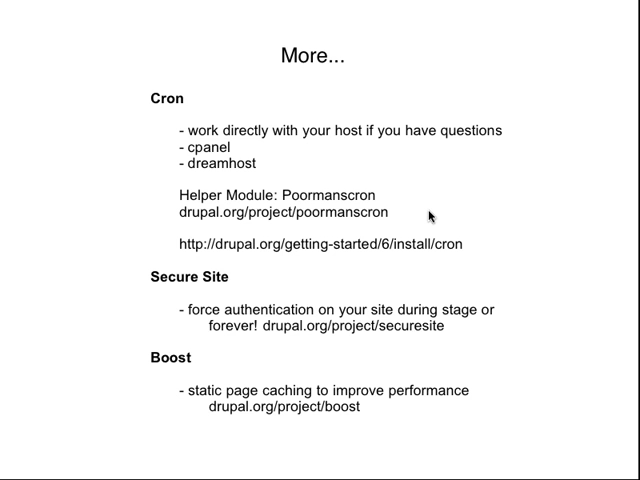 More...
Cron
- work directly with your host if you have questions
- cpanel
- dreamhost
Helper Module: Poormanscron
drupal.org/project/poormanscron
http://drupal.org/getting-started/6/install/cron
Secure Site
- force authentication on your site during stage or
forever! drupal.org/project/securesite
Boost
- static page caching to improve performance
drupal.org/project/boost